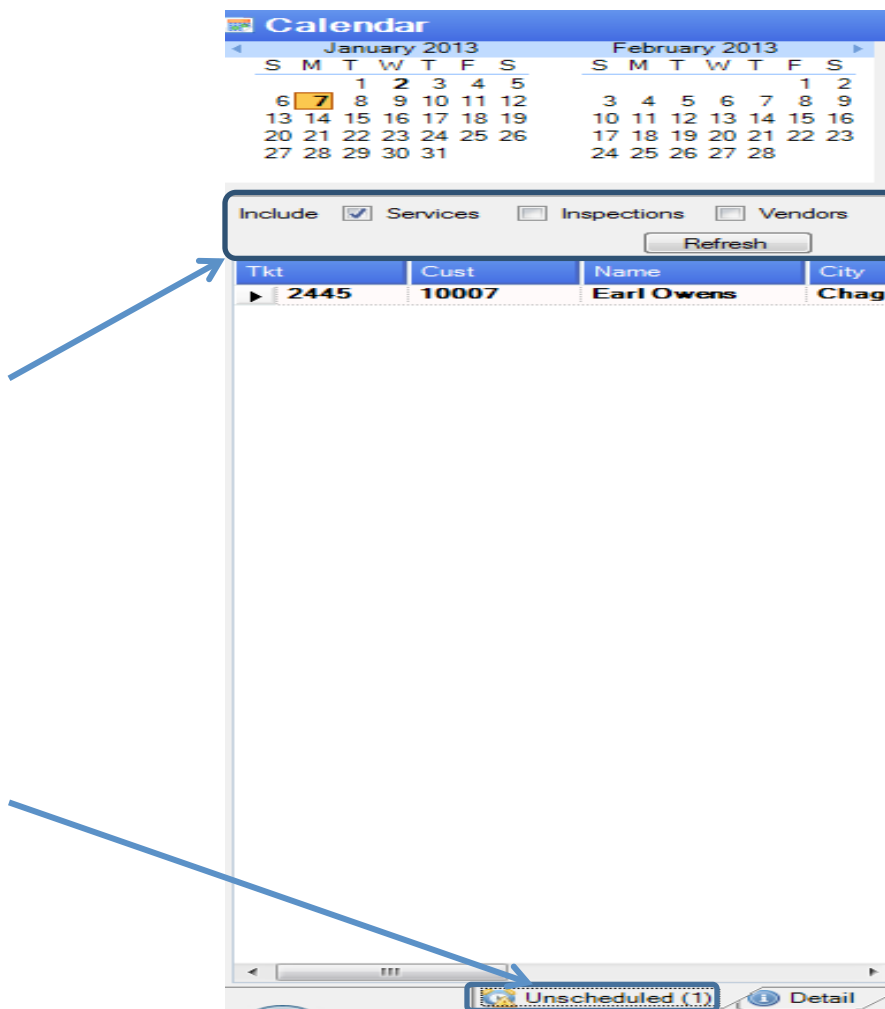 Calendar
January 2013 February 2013
S M T W T F S S M T W T F S
1 2 3 4 5 1 2
6 7 8 9 10 11 12 3 4 5 6 7 8 9
13 14 15 16 17 18 19 10 11 12 13 14 15 16
20 21 22 23 24 25 26 17 18 19 20 21 22 23
27 28 29 30 31 24 25 26 27 28
Include Services Inspections Vendors
Refresh
Tkt Cust Name City
2445 10007 Earl Owens Chag
Unscheduled (1) Detail